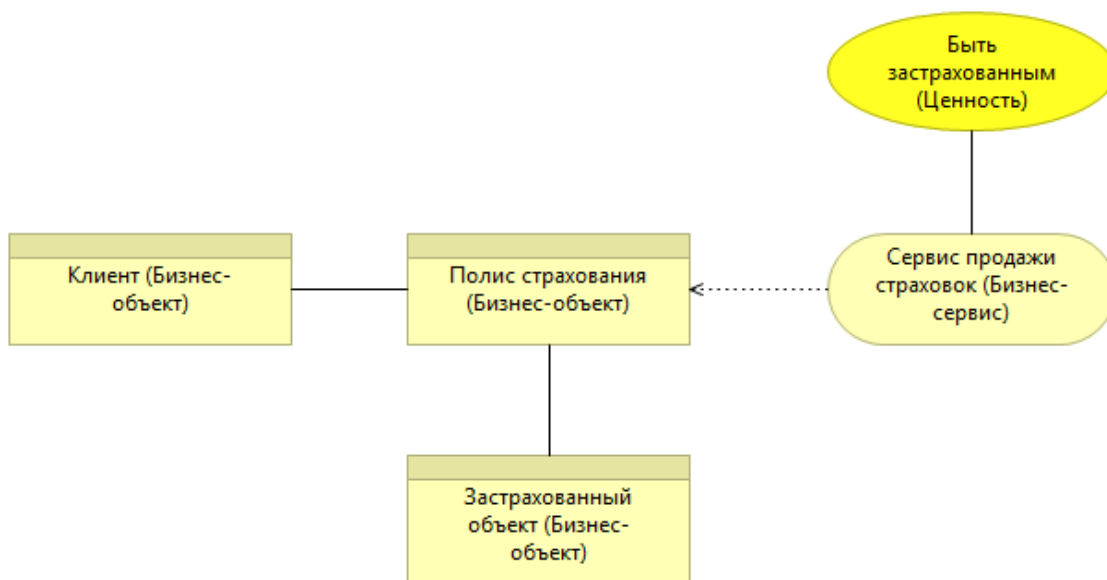 Быть
застрахованным
(Ценность)
Клиент (Бизнес-
объект)
Полис страхования
(Бизнес-объект)
Сервис продажи
страховок (Бизнес-
сервис)
Застрахованный
объект (Бизнес-
объект)